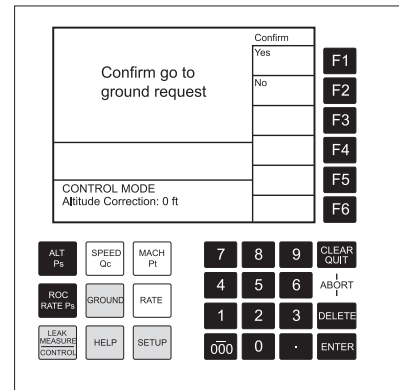 Confirm
Confirm go to
ground request
Yes
No
CONTROL MODE
Altitude Correction: 0 ft
F1
F2
F3
F4
F5
F6
ALT
Ps
SPEED
Qc
MACH
Pt
ROC
RATE Ps
GROUND
RATE
LEAK
MEASURE
CONTROL
HELP
SETUP
7
8
9
CLEAR
QUIT
4
5
6
ABORT
1
2
3
DELETE
000
0
.
ENTER